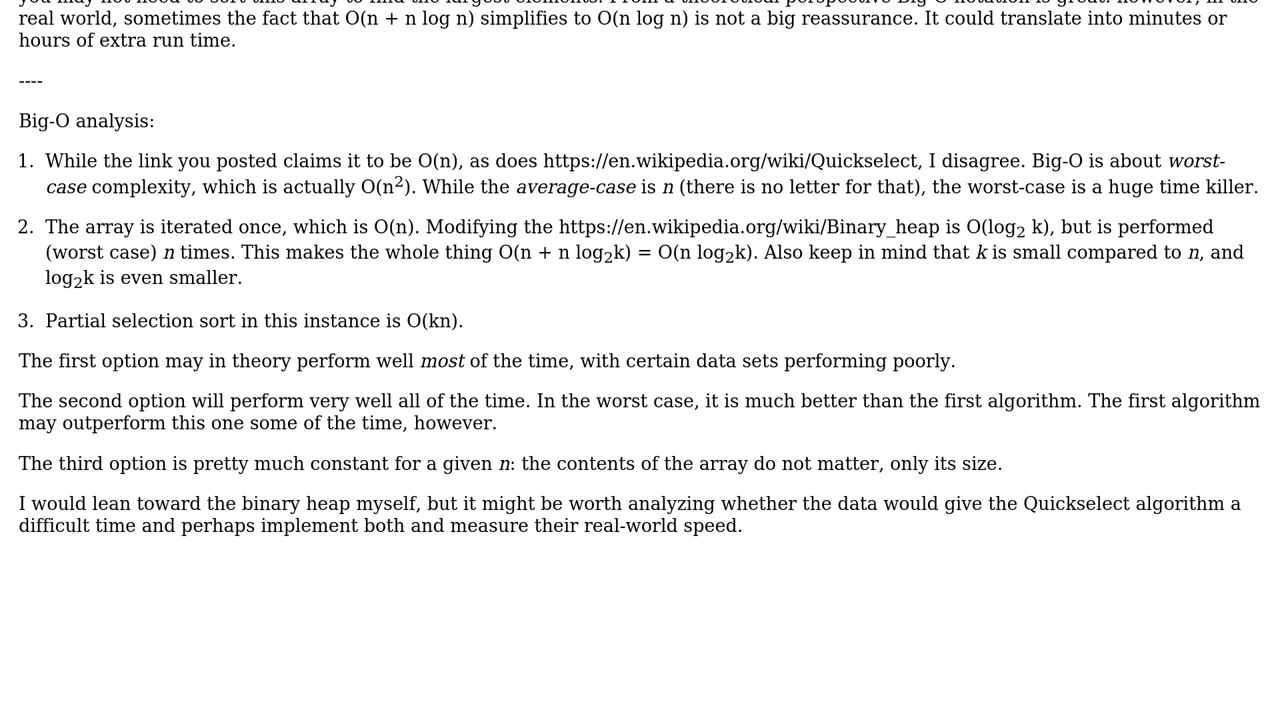 real world, sometimes the fact that O(n + n log n) simplifies to O(n log n) is not a big reassurance. It could translate into minutes or
hours of extra run time.
----
Big-O analysis:
1. While the link you posted claims it to be O(n), as does https://en.wikipedia.org/wiki/Quickselect, I disagree. Big-O is about worst-
case complexity, which is actually O(n²). While the average-case is n (there is no letter for that), the worst-case is a huge time killer.
2. The array is iterated once, which is O(n). Modifying the https://en.wikipedia.org/wiki/Binary_heap is O(log₂ k), but is performed
(worst case) n times. This makes the whole thing O(n + n log₂k) = O(n log₂k). Also keep in mind that k is small compared to n, and
log₂k is even smaller.
3. Partial selection sort in this instance is O(kn).
The first option may in theory perform well most of the time, with certain data sets performing poorly.
The second option will perform very well all of the time. In the worst case, it is much better than the first algorithm. The first algorithm
may outperform this one some of the time, however.
The third option is pretty much constant for a given n: the contents of the array do not matter, only its size.
I would lean toward the binary heap myself, but it might be worth analyzing whether the data would give the Quickselect algorithm a
difficult time and perhaps implement both and measure their real-world speed.